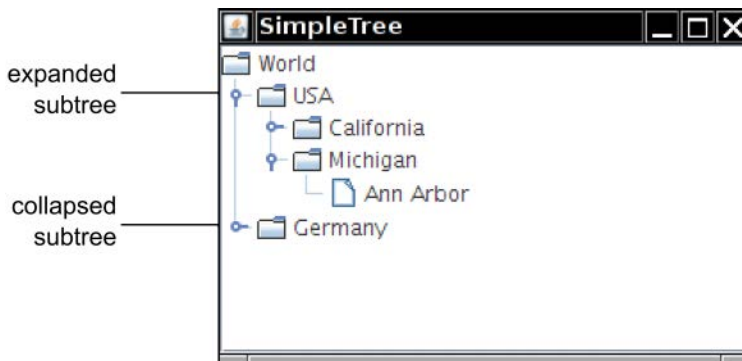 SimpleTree
World
expanded
subtree
USA
California
Michigan
Ann Arbor
collapsed
subtree
Germany